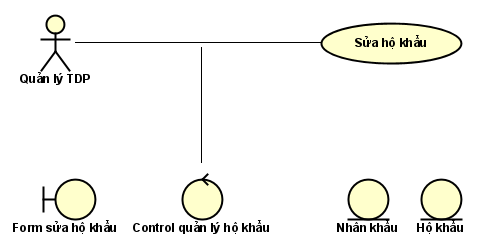 Sửa hộ khẩu
Quản lý TDP
Form sửa hộ khẩu
Control quản lý hộ khẩu
Nhân khẩu
Hộ khẩu